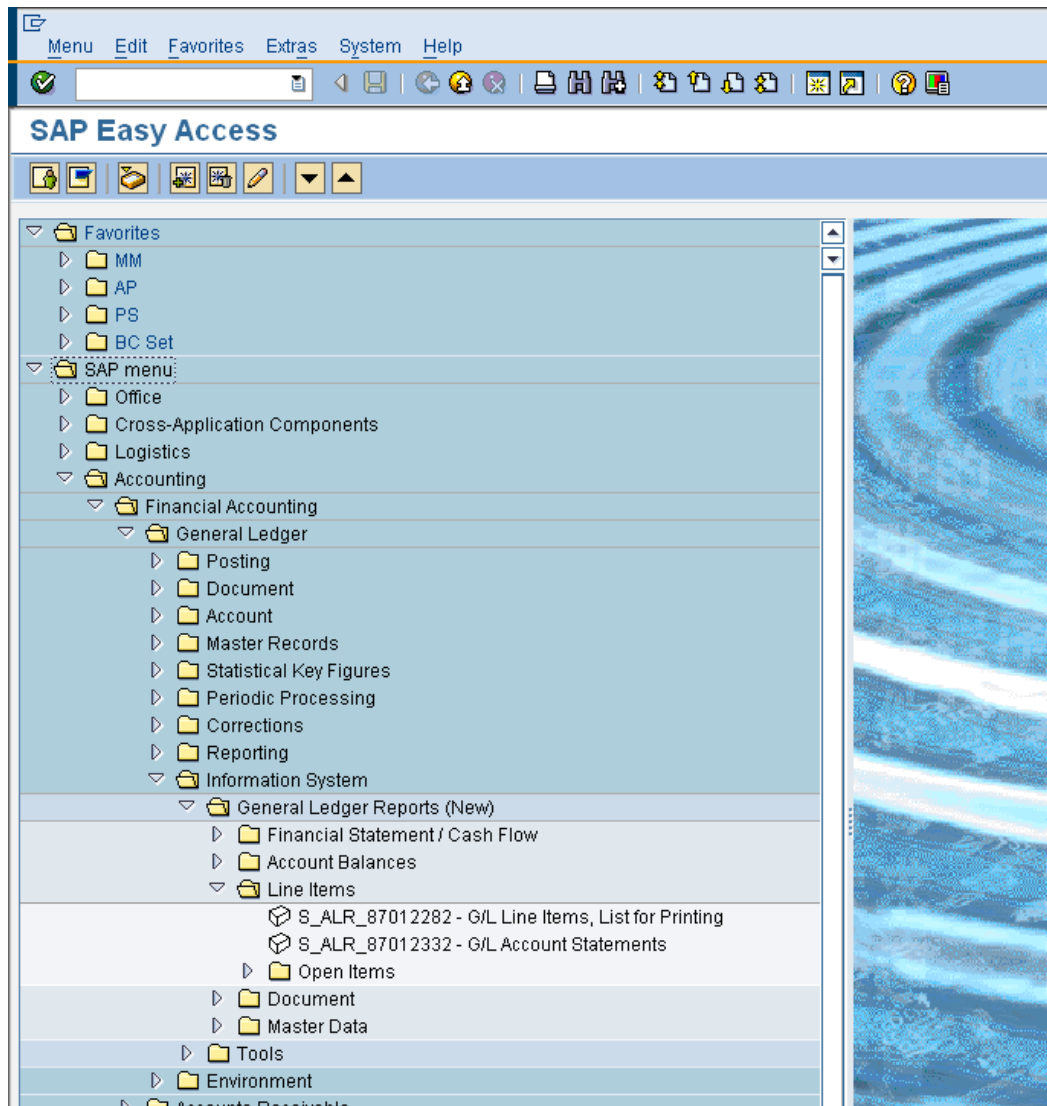 Menu Edit Favorites Extras System Help
SAP Easy Access
Favorites
MM
AP
PS
BC Set
SAP menu
Office
Cross-Application Components
Logistics
Accounting
Financial Accounting
General Ledger
Posting
Document
Account
Master Records
Statistical Key Figures
Periodic Processing
Corrections
Reporting
Information System
General Ledger Reports (New)
Financial Statement / Cash Flow
Account Balances
Line Items
S_ALR_87012282 - G/L Line Items, List for Printing
S_ALR_87012332 - G/L Account Statements
Open Items
Document
Master Data
Tools
Environment
Accounts Receivable